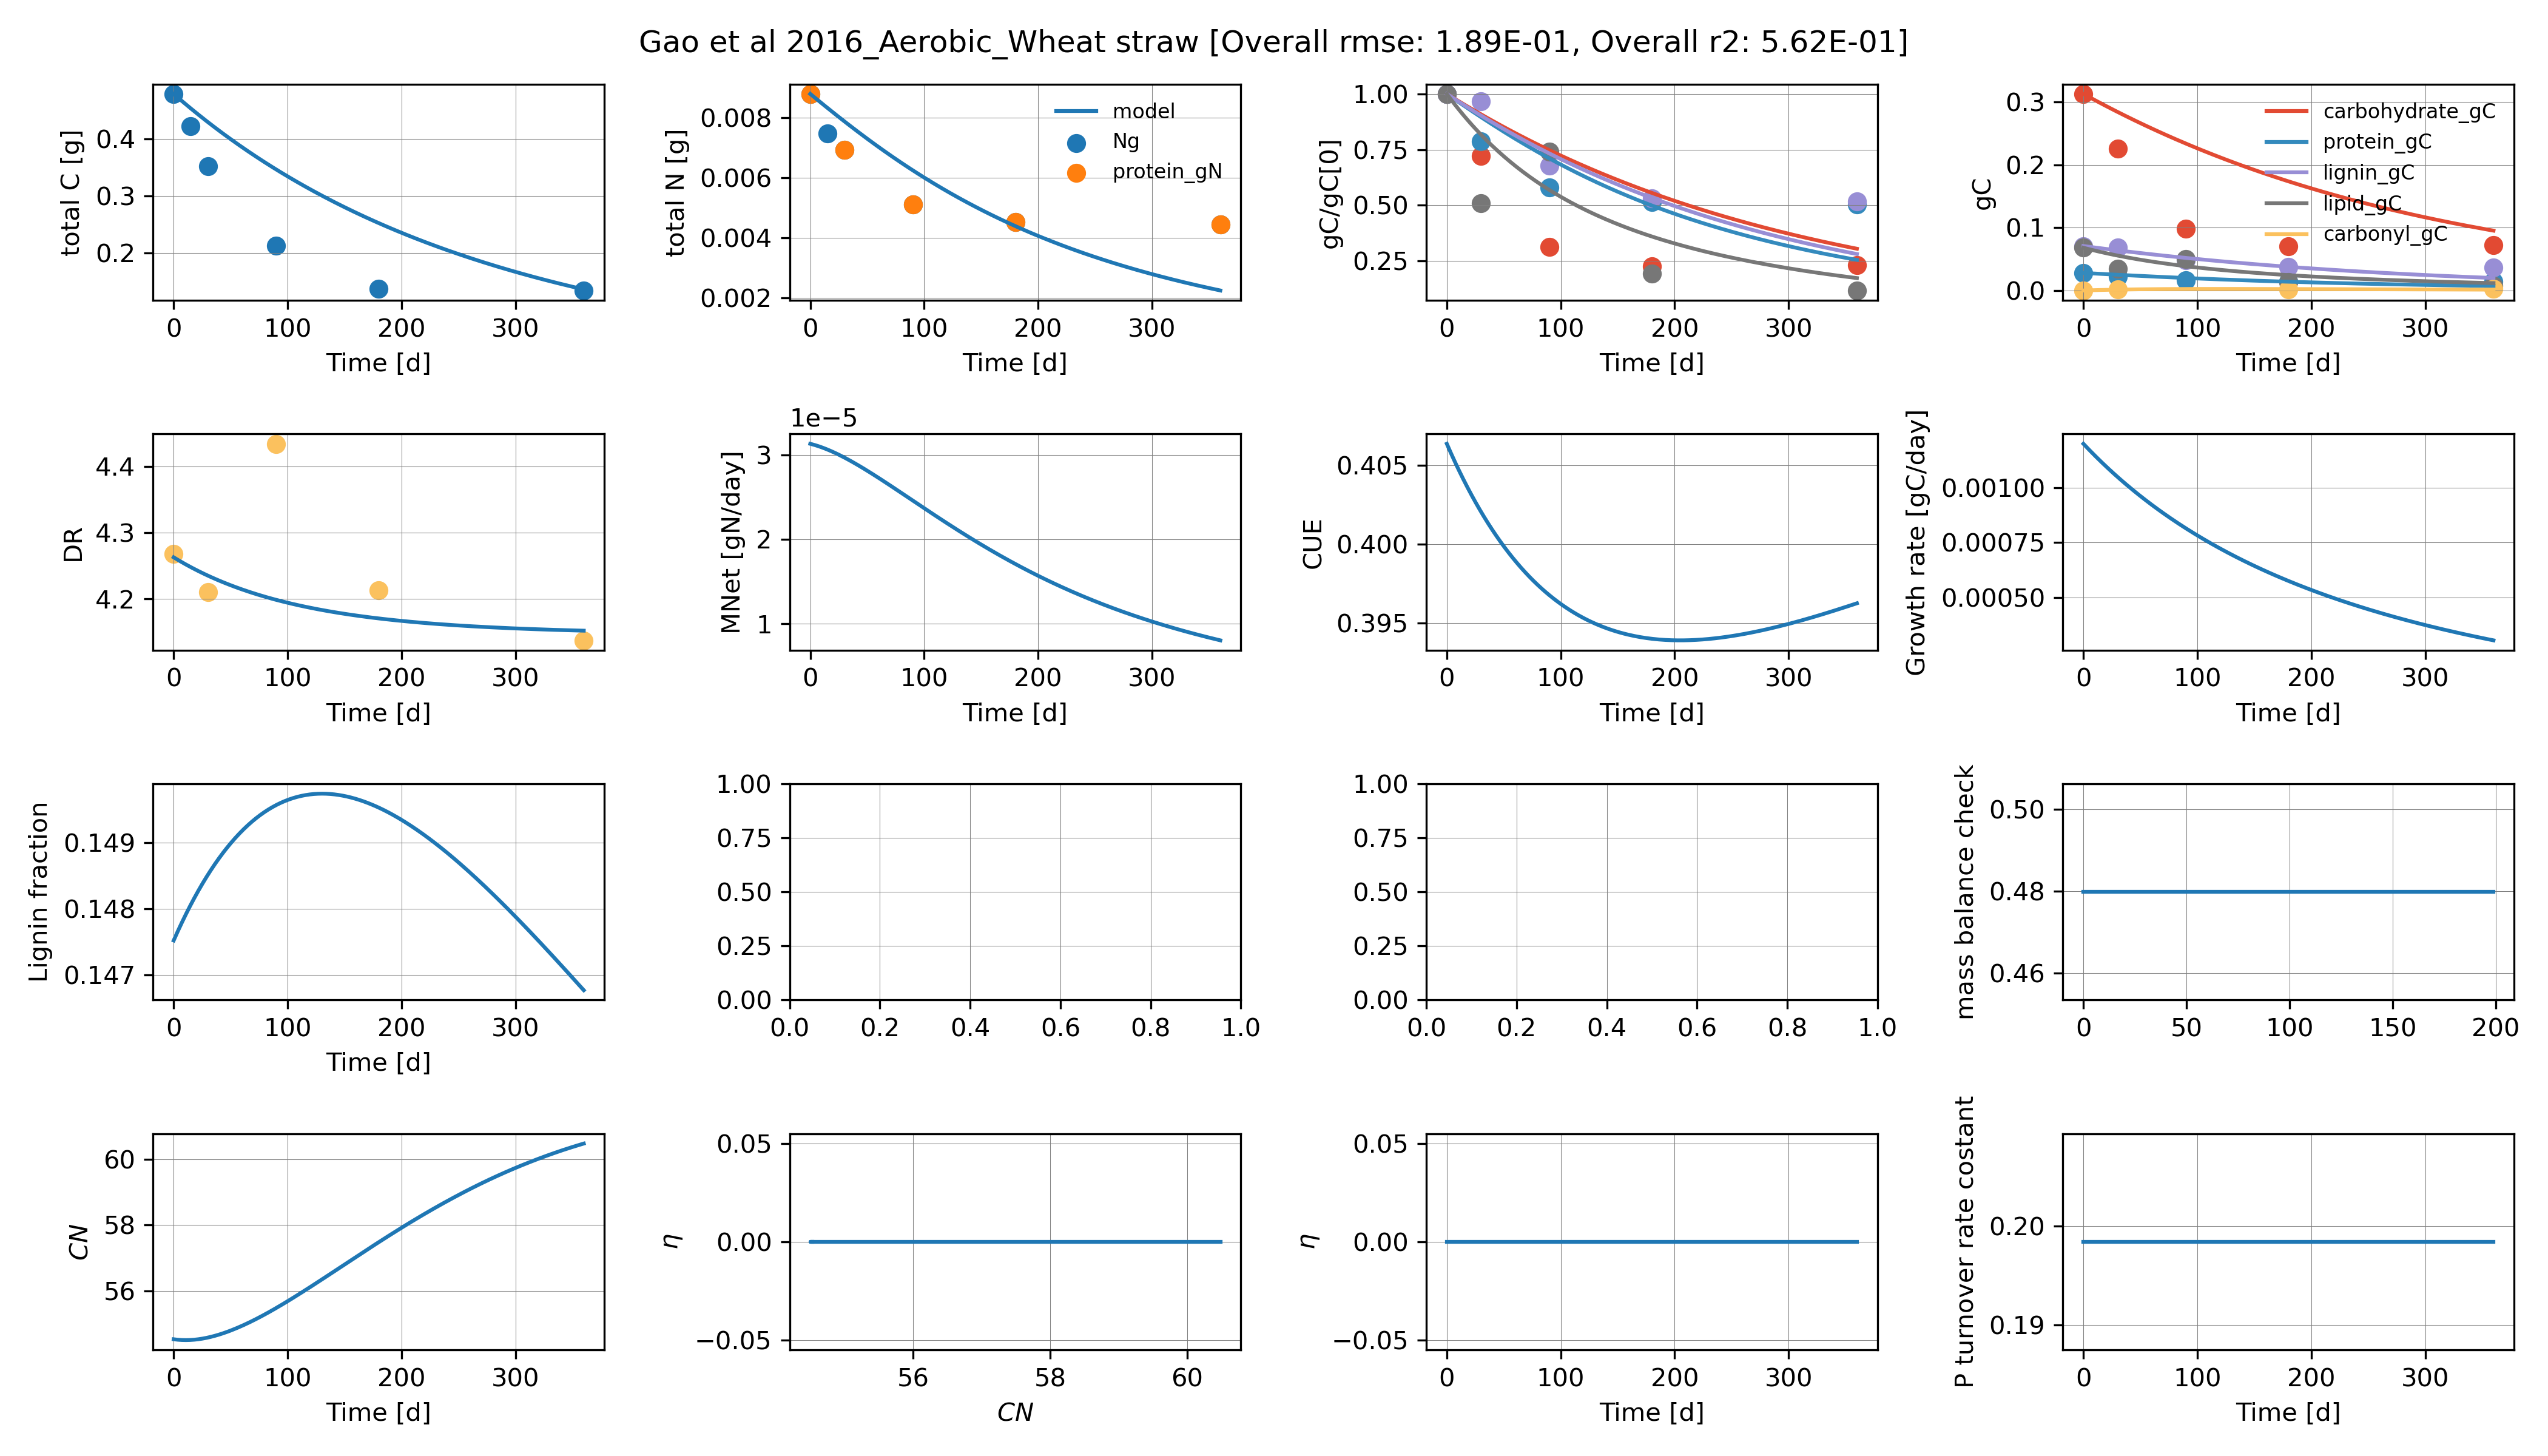 Gao et al 2016_Aerobic_Wheat straw [Overall rmse: 1.89E-01, Overall r2: 5.62E-01]
total C [g]
0.4
0.3
0.2
0 100 200 300
Time [d]
total N [g]
0.008
0.006
0.004
0.002
model
Ng
protein_gN
0 100 200 300
Time [d]
gC/gC[0]
1.00
0.75
0.50
0.25
0 100 200 300
Time [d]
gC
0.3
0.2
0.1
0.0
carbohydrate_gC
protein_gC
lignin_gC
lipid_gC
carbonyl_gC
0 100 200 300
Time [d]
DR
4.4
4.3
4.2
0 100 200 300
Time [d]
1e−5
MNet [gN/day]
3
2
1
0 100 200 300
Time [d]
CUE
0.405
0.400
0.395
0 100 200 300
Time [d]
Growth rate [gC/day]
0.00100
0.00075
0.00050
0 100 200 300
Time [d]
Lignin fraction
0.149
0.148
0.147
0 100 200 300
Time [d]
1.00
0.75
0.50
0.25
0.00
0.0 0.2 0.4 0.6 0.8 1.0
1.00
0.75
0.50
0.25
0.00
0.0 0.2 0.4 0.6 0.8 1.0
mass balance check
0.50
0.48
0.46
0 50 100 150 200
CN
60
58
56
0 100 200 300
Time [d]
η
0.05
0.00
−0.05
56 58 60
CN
η
0.05
0.00
−0.05
0 100 200 300
Time [d]
P turnover rate costant
0.20
0.19
0 100 200 300
Time [d]